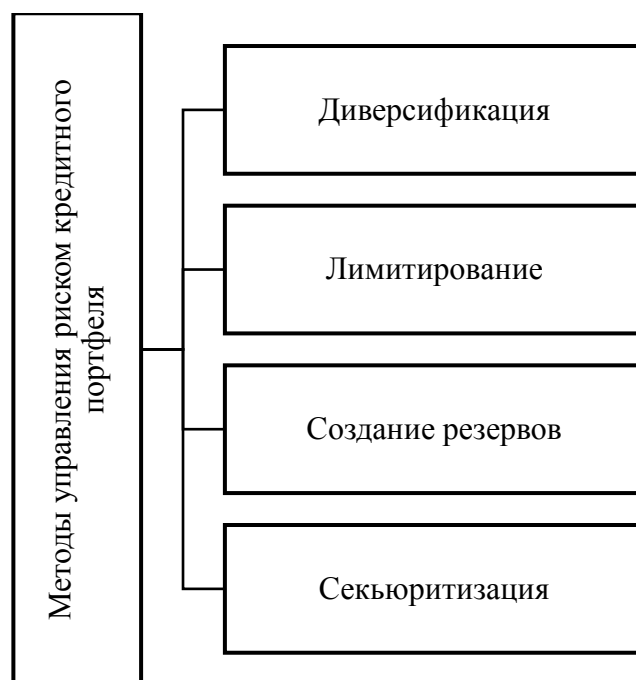 Методы управления риском кредитного
портфеля
Диверсификация
Лимитирование
Создание резервов
Секьюритизация